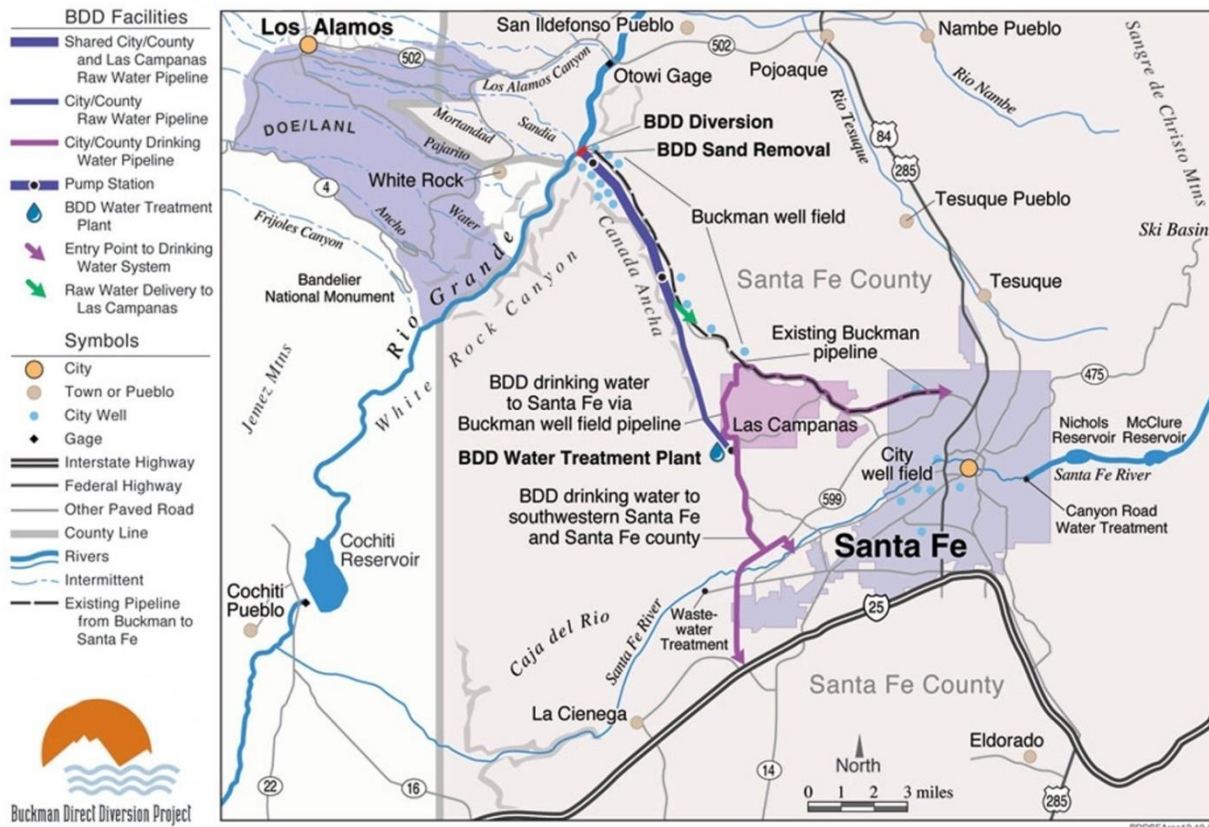 BDD Facilities
Shared City/County
and Las Campanas
Raw Water Pipeline
City/County
Raw Water Pipeline
City/County Drinking
Water Pipeline
Pump Station
BDD Water Treatment
Plant
Entry Point to Drinking
Water System
Raw Water Delivery to
Las Campanas
Symbols
City
Town or Pueblo
City Well
Gage
Interstate Highway
Federal Highway
Other Paved Road
County Line
Rivers
Intermittent
Existing Pipeline
from Buckman to
Santa Fe
Buckman Direct Diversion Project
Los Alamos
502
San Ildefonso Pueblo
502
Nambe Pueblo
Los Alamos Canyon
Otowi Gage
Pojoaque
Rio Nambe
Sangre de Christo Mtns
DOE/LANL
Mortandad
Sandia
BDD Diversion
BDD Sand Removal
Rio Tesuque
84
285
Pajarito
4
White Rock
Buckman well field
Tesuque Pueblo
Ancho
Water
Frijoles Canyon
Canada Ancha
Ski Basin
Bandelier
National Monument
Rio Grande
White Rock Canyon
Santa Fe County
Tesuque
Jemez Mtns
Existing Buckman
pipeline
475
BDD drinking water
to Santa Fe via
Buckman well field pipeline
Las Campanas
Nichols
Reservoir
McClure
Reservoir
BDD Water Treatment Plant
City
well field
Santa Fe River
599
BDD drinking water to
southwestern Santa Fe
and Santa Fe county
Canyon Road
Water Treatment
Santa Fe
Cochiti
Reservoir
Cochiti
Pueblo
25
Waste-
water
Treatment
Caja del Rio
Santa Fe River
Santa Fe County
La Cienega
Eldorado
North
22
16
14
285
0 1 2 3 miles